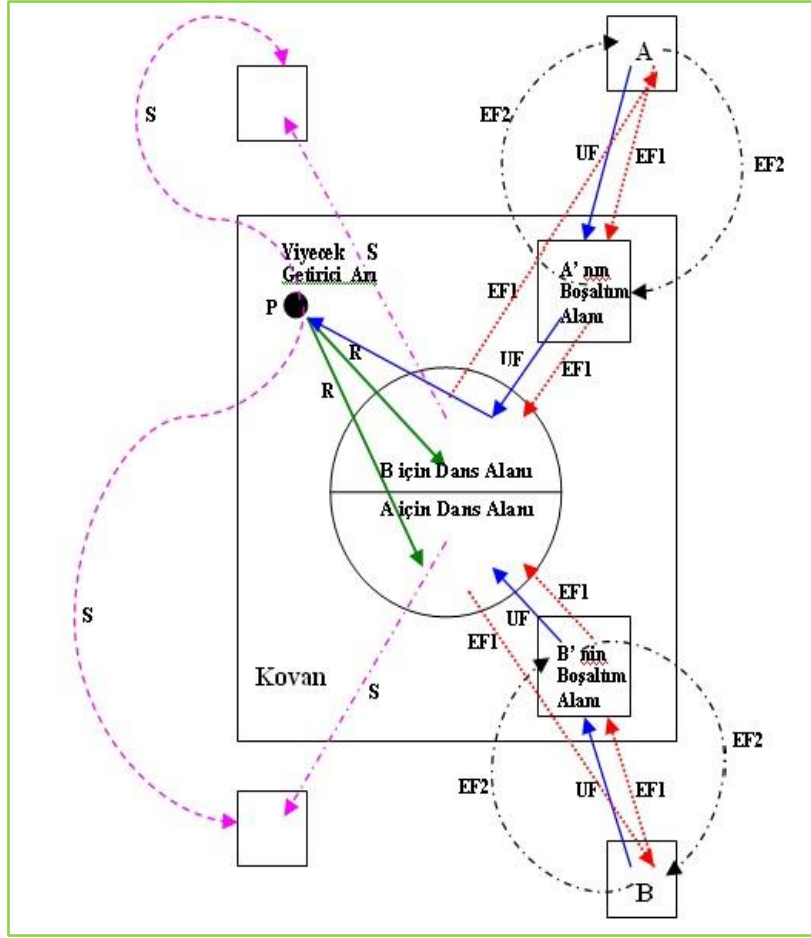 A
S
EF2
UF
EF1
EF2
Yiyecek S
Getirici Arı
P
A' nın
Boşaltım
Alanı
EF1
R
UF
EF1
R
B için Dans Alanı
A için Dans Alanı
EF1
S
UF
EF1
B' nin
Boşaltım
Alanı
Kovan
S
EF2
EF2
UF
EF1
B